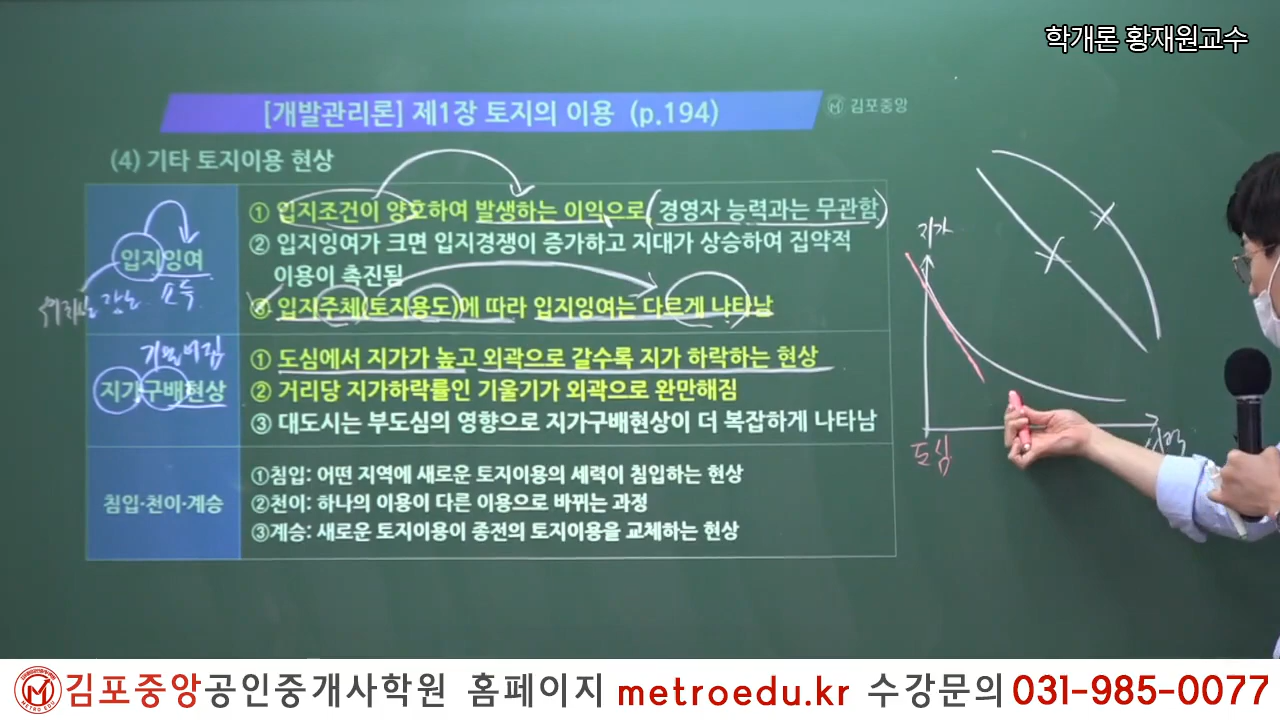 학개론 황재원교수
[개발관리론] 제1장 토지의 이용 (p.194)
김포중앙
(4) 기타 토지이용 현상
입지잉여
소득
① 입지조건이 양호하여 발생하는 이익으로(경영자 능력과는 무관함)
② 입지잉여가 크면 입지경쟁이 증가하고 지대가 상승하여 집약적
이용이 촉진됨
③ 입지주체(토지용도)에 따라 입지잉여는 다르게 나타남
지가구배현상
① 도심에서 지가가 높고 외곽으로 갈수록 지가 하락하는 현상
② 거리당 지가하락률인 기울기가 외곽으로 완만해짐
③ 대도시는 부도심의 영향으로 지가구배현상이 더 복잡하게 나타남
침입·천이·계승
①침입: 어떤 지역에 새로운 토지이용의 세력이 침입하는 현상
②천이: 하나의 이용이 다른 이용으로 바뀌는 과정
③계승: 새로운 토지이용이 종전의 토지이용을 교체하는 현상
지가
도심
김포중앙공인중개사학원 홈페이지 metroedu.kr 수강문의 031-985-0077